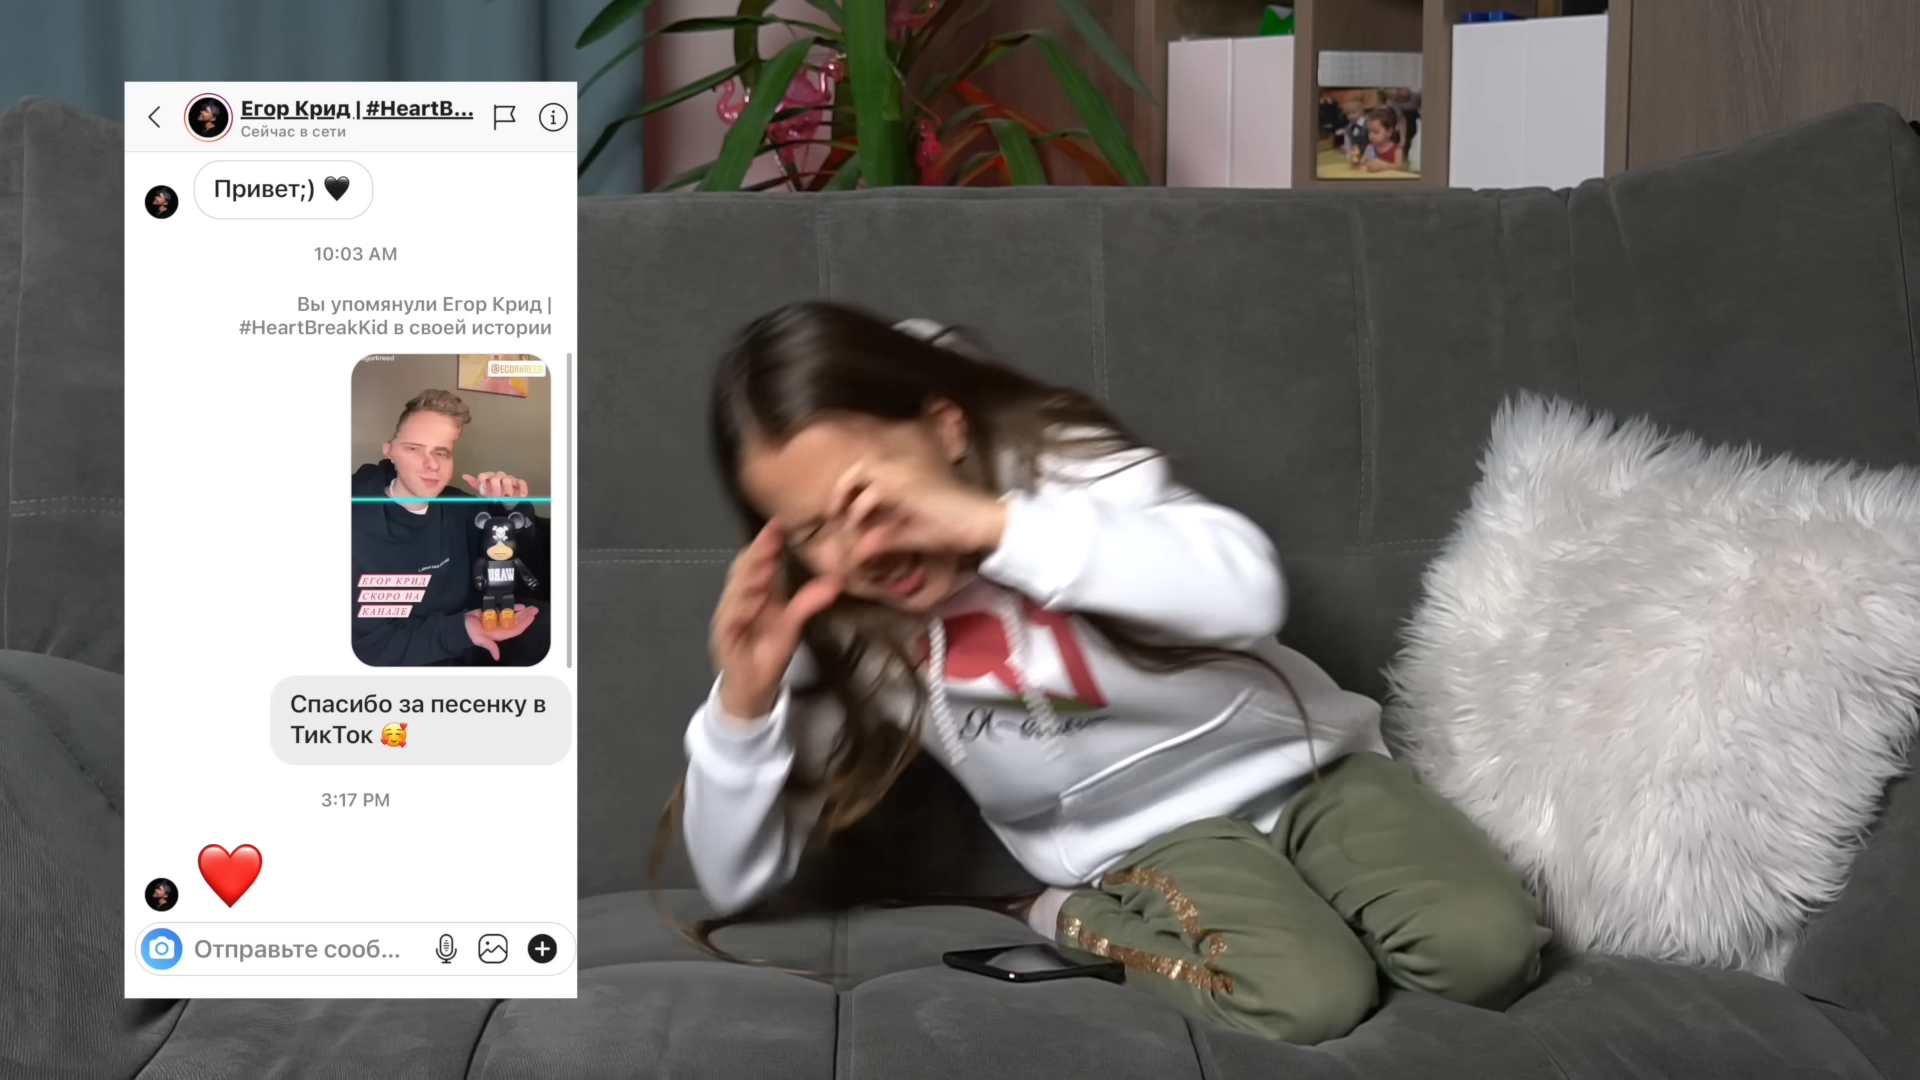 Егор Крид | #HeartB...
Сейчас в сети
Привет;) 🖤
10:03 AM
Вы упомянули Егор Крид |
#HeartBreakKid в своей истории
@EGORKREED
ЕГОР КРИД
СКОРО НА
КАНАЛЕ
Спасибо за песенку в
ТикТок 🥰
3:17 PM
❤️
Отправьте сооб...
Я